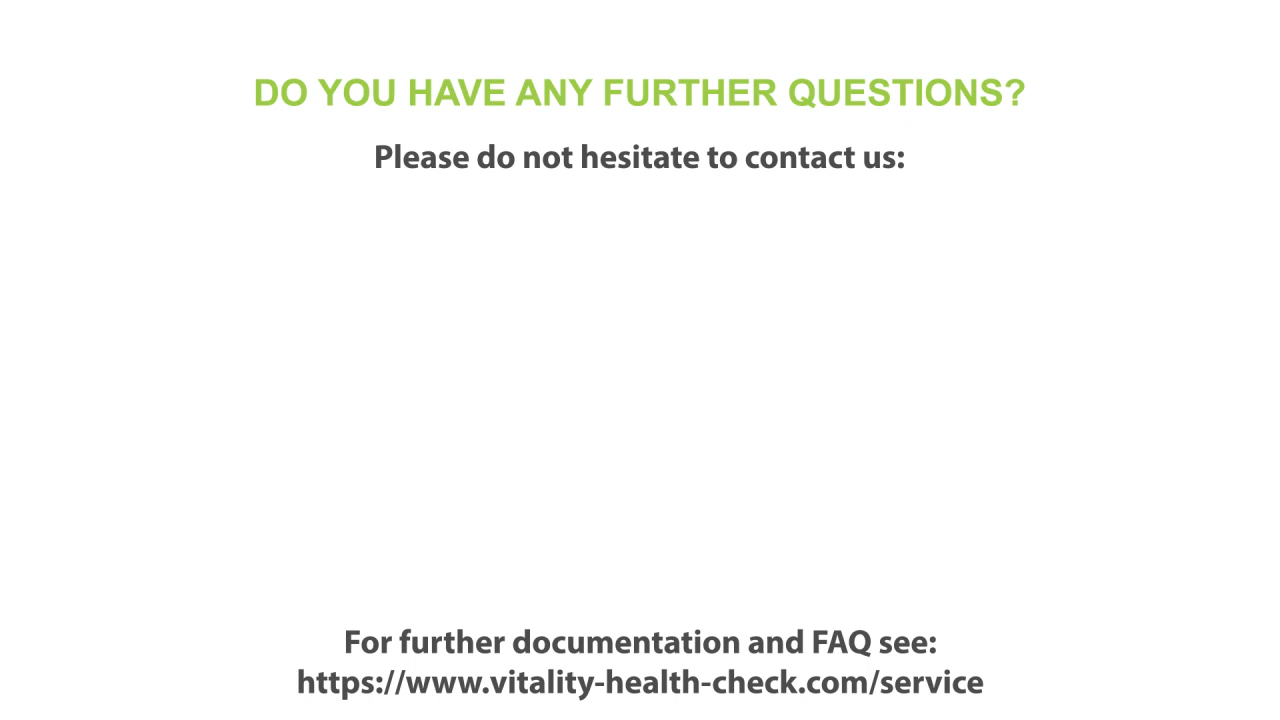 DO YOU HAVE ANY FURTHER QUESTIONS?
Please do not hesitate to contact us:
For further documentation and FAQ see:
https://www.vitality-health-check.com/service